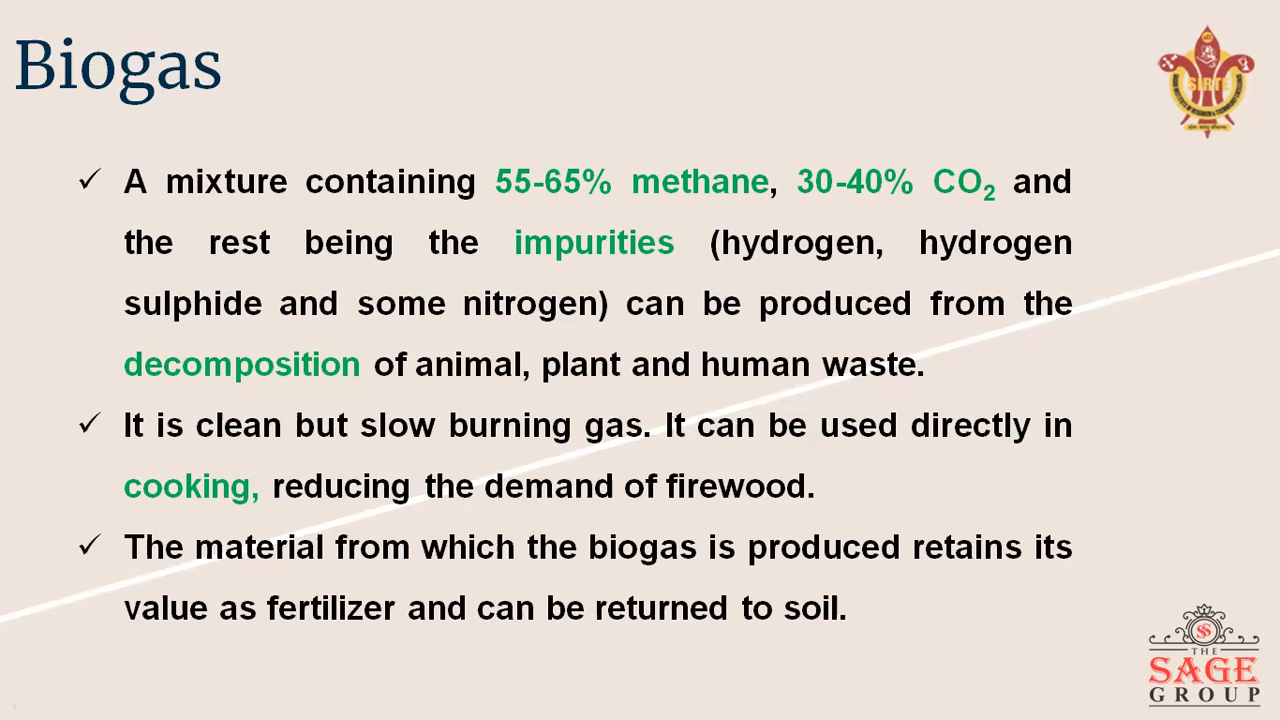 Biogas
SIRTE
✓ A mixture containing 55-65% methane, 30-40% CO₂ and
the rest being the impurities (hydrogen, hydrogen
sulphide and some nitrogen) can be produced from the
decomposition of animal, plant and human waste.
✓ It is clean but slow burning gas. It can be used directly in
cooking, reducing the demand of firewood.
✓ The material from which the biogas is produced retains its
value as fertilizer and can be returned to soil.
THE
SAGE
GROUP